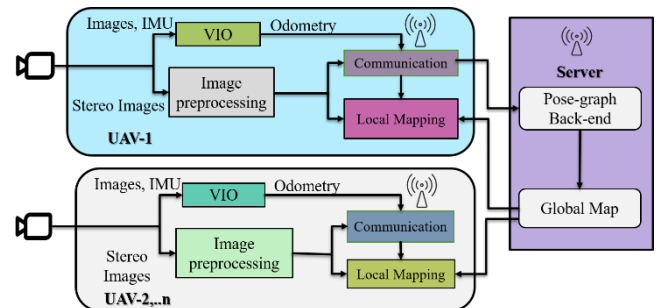 Images, IMU
VIO
Odometry
Communication
Image
preprocessing
Stereo Images
Local Mapping
UAV-1
Server
Pose-graph
Back-end
Global Map
Images, IMU
VIO
Odometry
Communication
Image
preprocessing
Stereo
Images
Local Mapping
UAV-2,..n